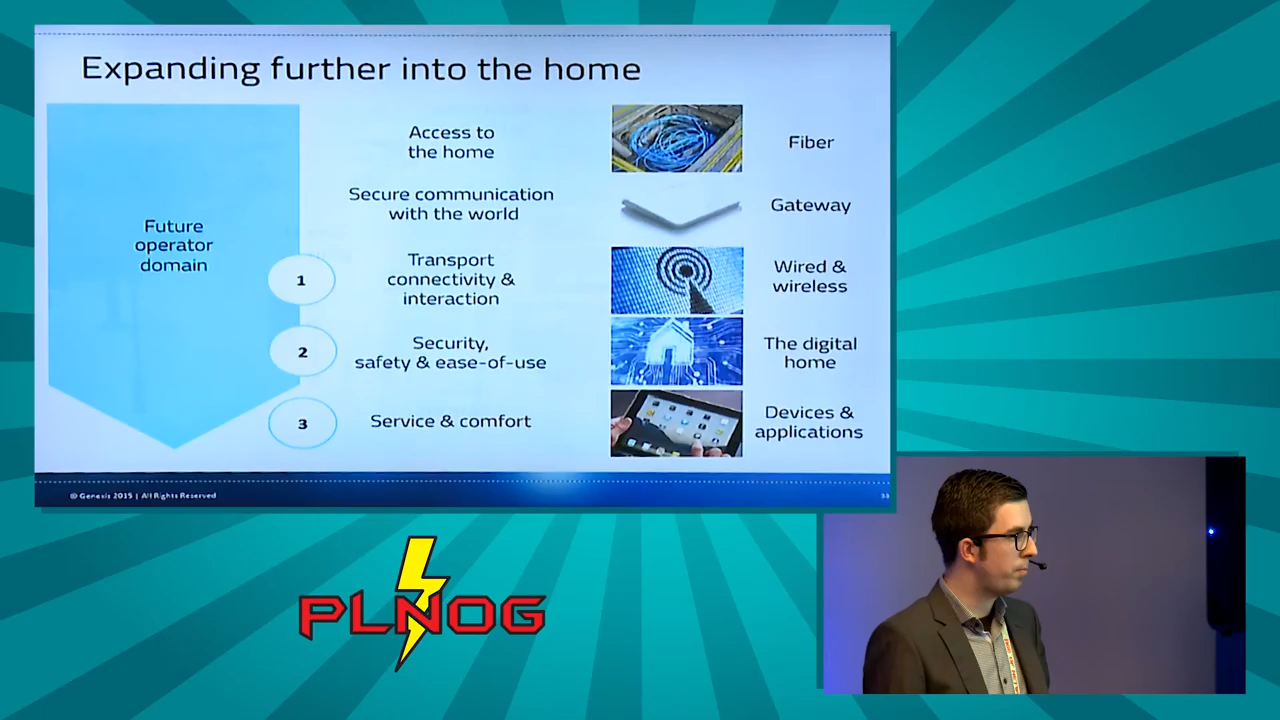 Expanding further into the home
Future
operator
domain
Access to
the home
Fiber
Secure communication
with the world
Gateway
1
Transport
connectivity &
interaction
Wired &
wireless
2
Security,
safety & ease-of-use
The digital
home
3
Service & comfort
Devices &
applications
© Genesis 2015 | All Rights Reserved
PLNOG